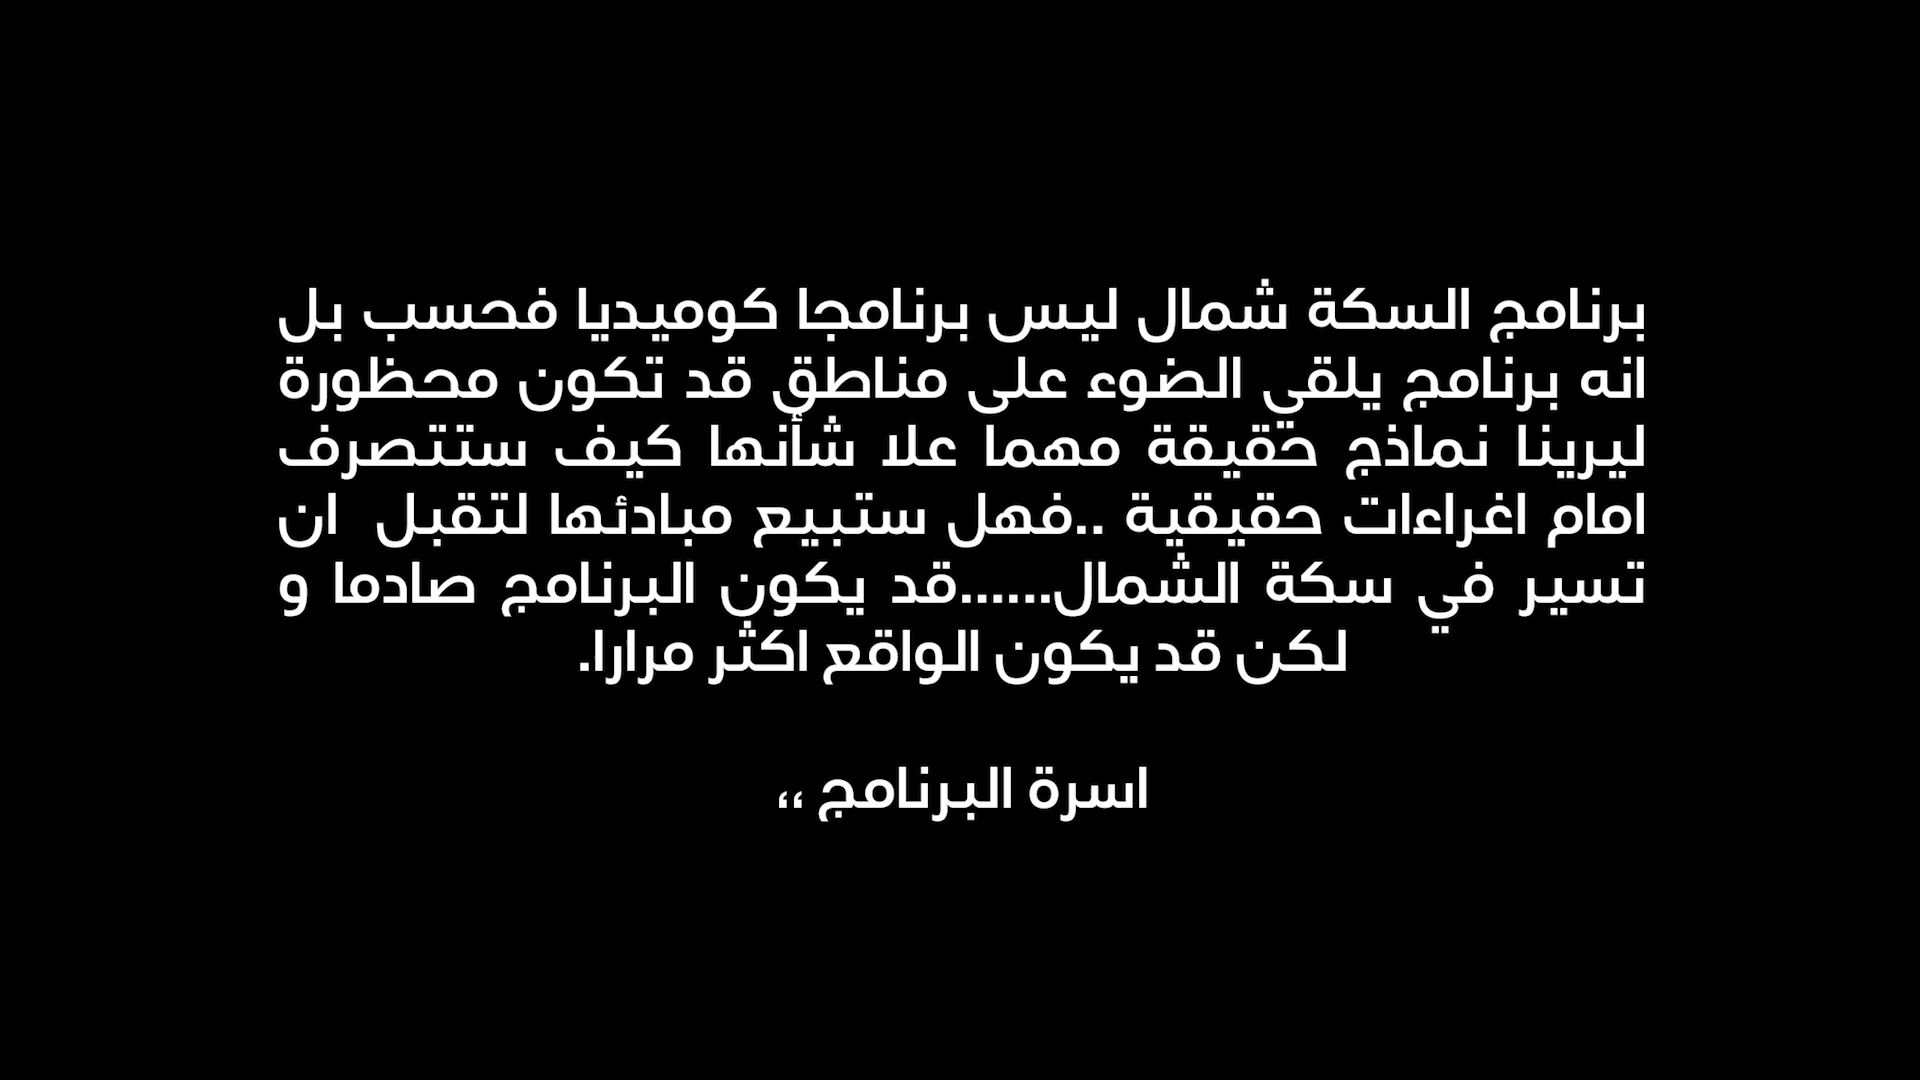 برنامج السكة شمال ليس برنامجا كوميديا فحسب بل
انه برنامج يلقي الضوء على مناطق قد تكون محظورة
ليرينا نماذج حقيقة مهما علا شأنها كيف ستتصرف
امام اغراءات حقيقية ..فهل ستبيع مبادئها لتقبل ان
تسير في سكة الشمال......قد يكون البرنامج صادما و
لكن قد يكون الواقع اكثر مرارا.
اسرة البرنامج ،،